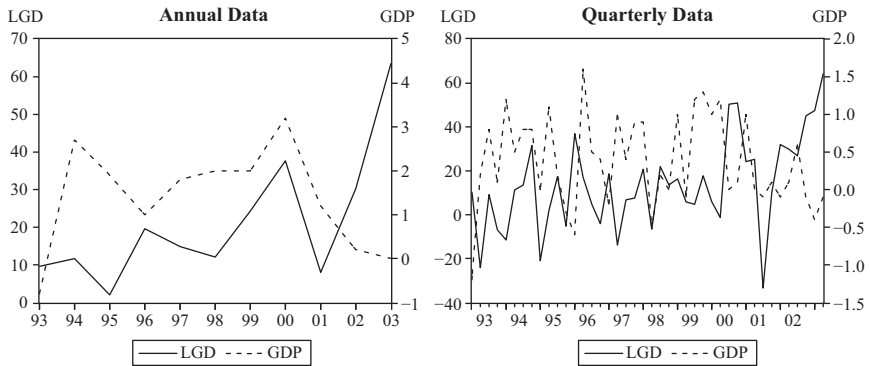 Annual Data
LGD GDP
70 5
60 4
50 3
40
30 2
20 1
10 0
0 −1
93 94 95 96 97 98 99 00 01 02 03
LGD GDP
Quarterly Data
LGD GDP
80 2.0
60 1.5
40 1.0
20 0.5
0 0.0
−20 −0.5
−40 −1.0
−1.5
93 94 95 96 97 98 99 00 01 02
LGD GDP